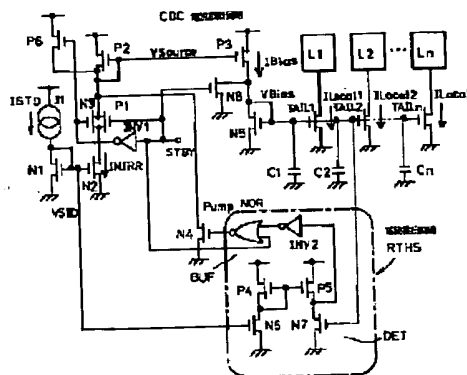 CDC
P6
P2
VSource
P3
IBias
L1
L2
...
Ln
ISTD
I1
N3
P1
N8
VBias
ILocal1
ILocal2
ILocal
INV1
STBY
N5
TAIL1
TAIL2
TAILn
N1
N2
IMIRR
C1
C2
Cn
VSTD
Pump
NOR
N4
INV2
RTHS
BUF
P4
P5
N6
N7
DET